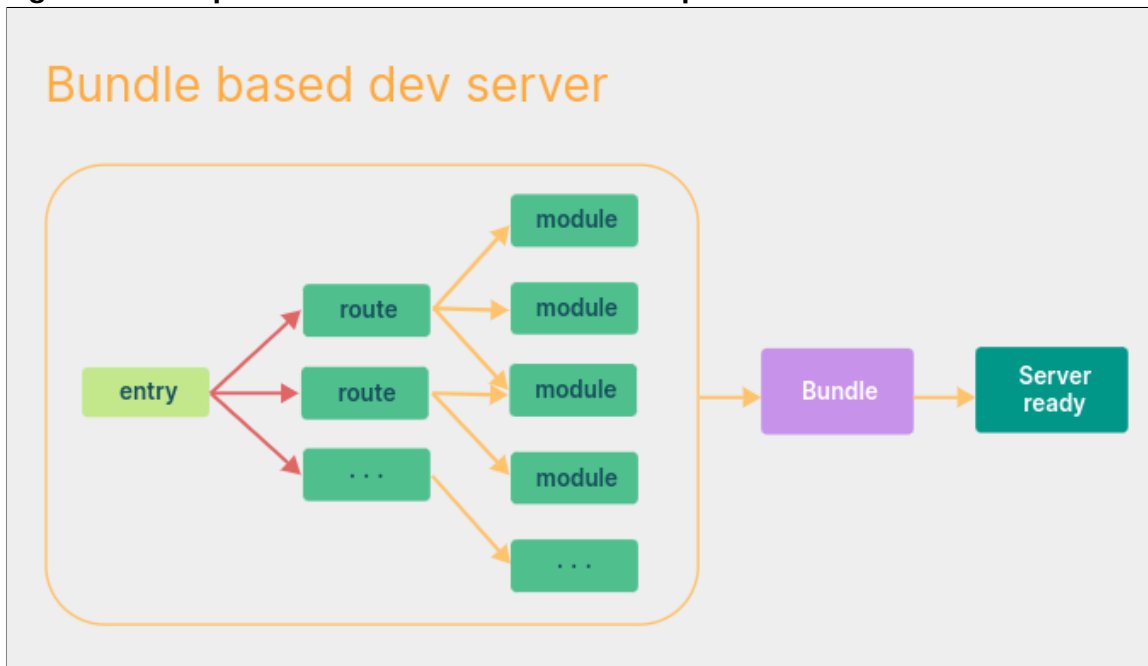 Bundle based dev server
module
route
module
entry
route
module
Bundle
Server
ready
. . .
module
. . .